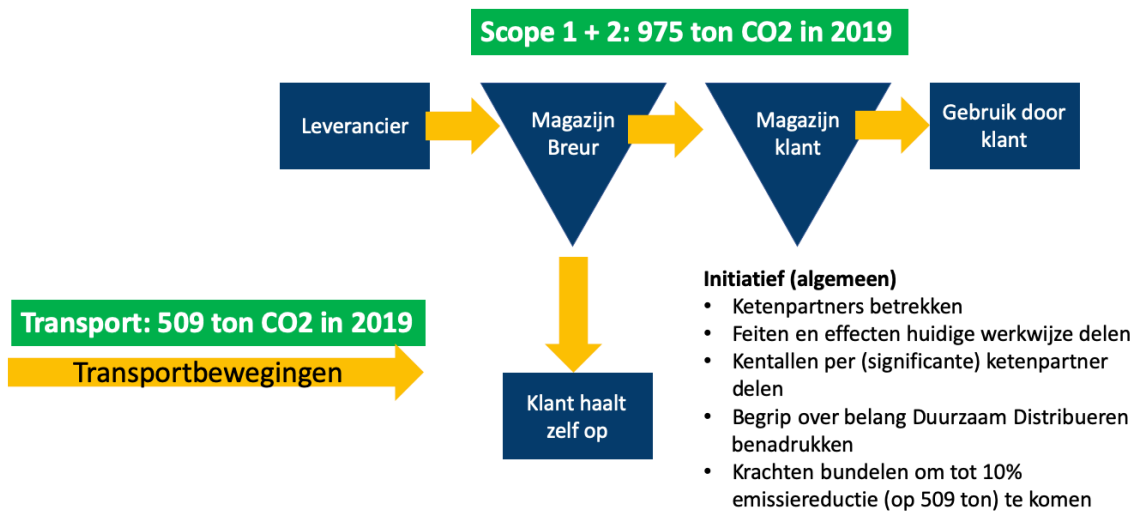 Scope 1 + 2: 975 ton CO2 in 2019
Leverancier
Magazijn
Breur
Magazijn
klant
Gebruik door
klant
Transport: 509 ton CO2 in 2019
Transportbewegingen
Klant haalt
zelf op
Initiatief (algemeen)
• Ketenpartners betrekken
• Feiten en effecten huidige werkwijze delen
• Kentallen per (significante) ketenpartner
delen
• Begrip over belang Duurzaam Distribueren
benadrukken
• Krachten bundelen om tot 10%
emissiereductie (op 509 ton) te komen